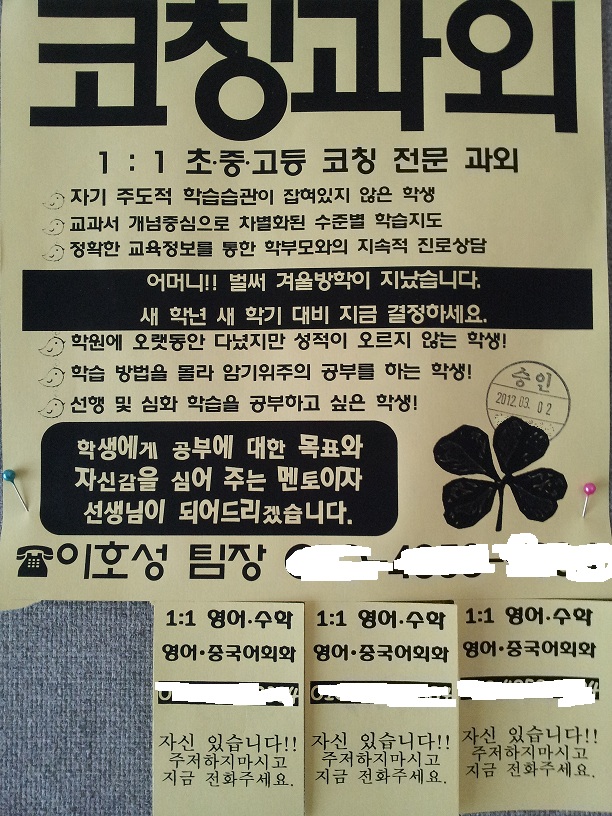 코칭과외
1 : 1 초·중·고등 코칭 전문 과외
자기 주도적 학습습관이 잡혀있지 않은 학생
교과서 개념중심으로 차별화된 수준별 학습지도
정확한 교육정보를 통한 학부모와의 지속적 진로상담
어머니!! 벌써 겨울방학이 지났습니다.
새 학년 새 학기 대비 지금 결정하세요.
학원에 오랫동안 다녔지만 성적이 오르지 않는 학생!
학습 방법을 몰라 암기위주의 공부를 하는 학생!
선행 및 심화 학습을 공부하고 싶은 학생!
승인
2012.03.02
학생에게 공부에 대한 목표와
자신감을 심어 주는 멘토이자
선생님이 되어드리겠습니다.
☎이호성 팀장
1:1 영어·수학
영어·중국어회화
자신 있습니다!!
주저하지마시고
지금 전화주세요.
1:1 영어·수학
영어·중국어회화
자신 있습니다!!
주저하지마시고
지금 전화주세요.
1:1 영어·수학
영어·중국어회화
자신 있습니다!!
주저하지마시고
지금 전화주세요.